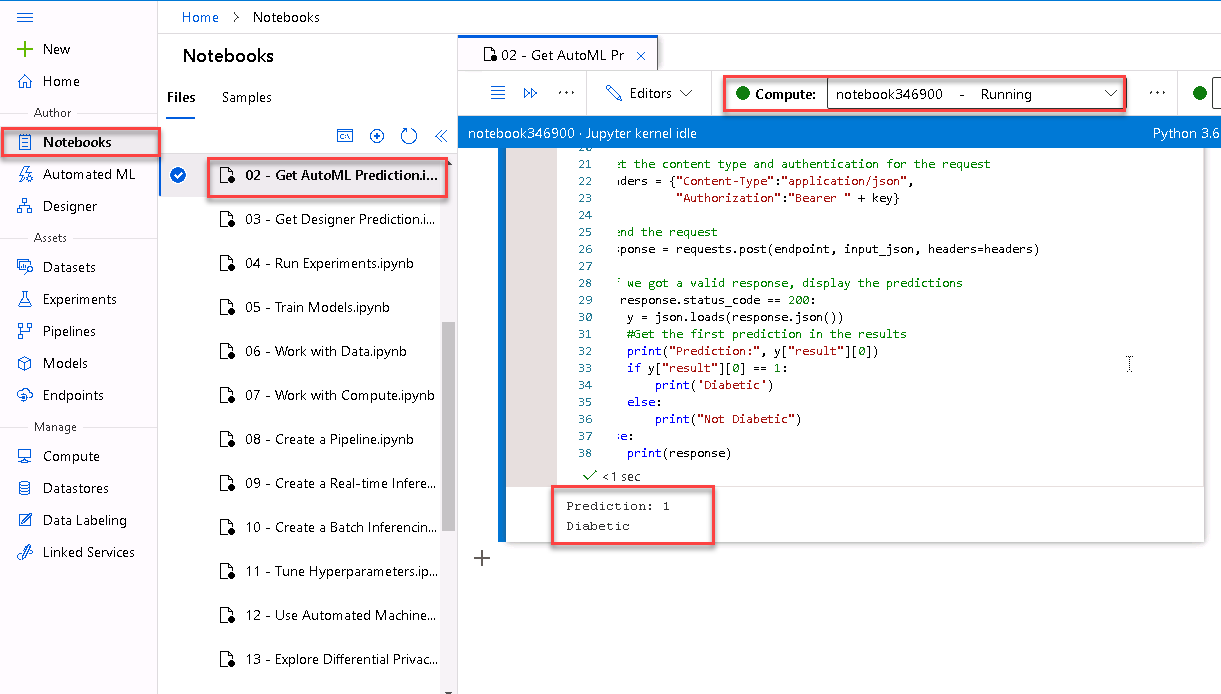 Home > Notebooks
New
Home
Author
Notebooks
Automated ML
Designer
Assets
Datasets
Experiments
Pipelines
Models
Endpoints
Manage
Compute
Datastores
Data Labeling
Linked Services
Notebooks
Files Samples
02 - Get AutoML Prediction.i...
03 - Get Designer Prediction.i...
04 - Run Experiments.ipynb
05 - Train Models.ipynb
06 - Work with Data.ipynb
07 - Work with Compute.ipynb
08 - Create a Pipeline.ipynb
09 - Create a Real-time Infere...
10 - Create a Batch Inferencin...
11 - Tune Hyperparameters.ip...
12 - Use Automated Machine...
13 - Explore Differential Privac...
02 - Get AutoML Pr
Editors Compute: notebook346900 - Running
notebook346900 · Jupyter kernel idle Python 3.6
20
21 et the content type and authentication for the request
22 aders = {"Content-Type":"application/json",
23 "Authorization":"Bearer " + key}
24
25 end the request
26 sponse = requests.post(endpoint, input_json, headers=headers)
27
28 f we got a valid response, display the predictions
29 response.status_code == 200:
30 y = json.loads(response.json())
31 #Get the first prediction in the results
32 print("Prediction:", y["result"][0])
33 if y["result"][0] == 1:
34 print('Diabetic')
35 else:
36 print("Not Diabetic")
37 se:
38 print(response)
<1 sec
Prediction: 1
Diabetic